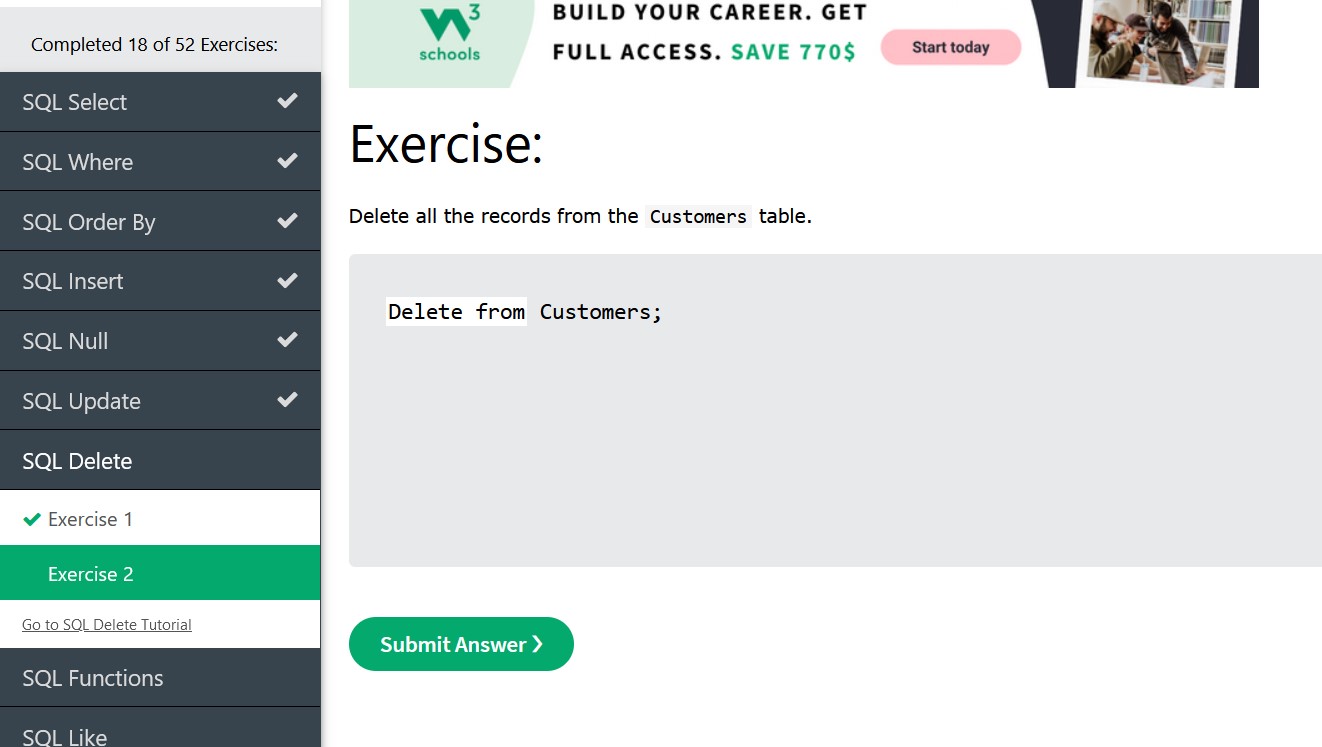 Completed 18 of 52 Exercises:
SQL Select
SQL Where
SQL Order By
SQL Insert
SQL Null
SQL Update
SQL Delete
Exercise 1
Exercise 2
Go to SQL Delete Tutorial
SQL Functions
SQL Like
3
schools
BUILD YOUR CAREER. GET
FULL ACCESS. SAVE 770$
Start today
Exercise:
Delete all the records from the Customers table.
Delete from Customers;
Submit Answer ❯